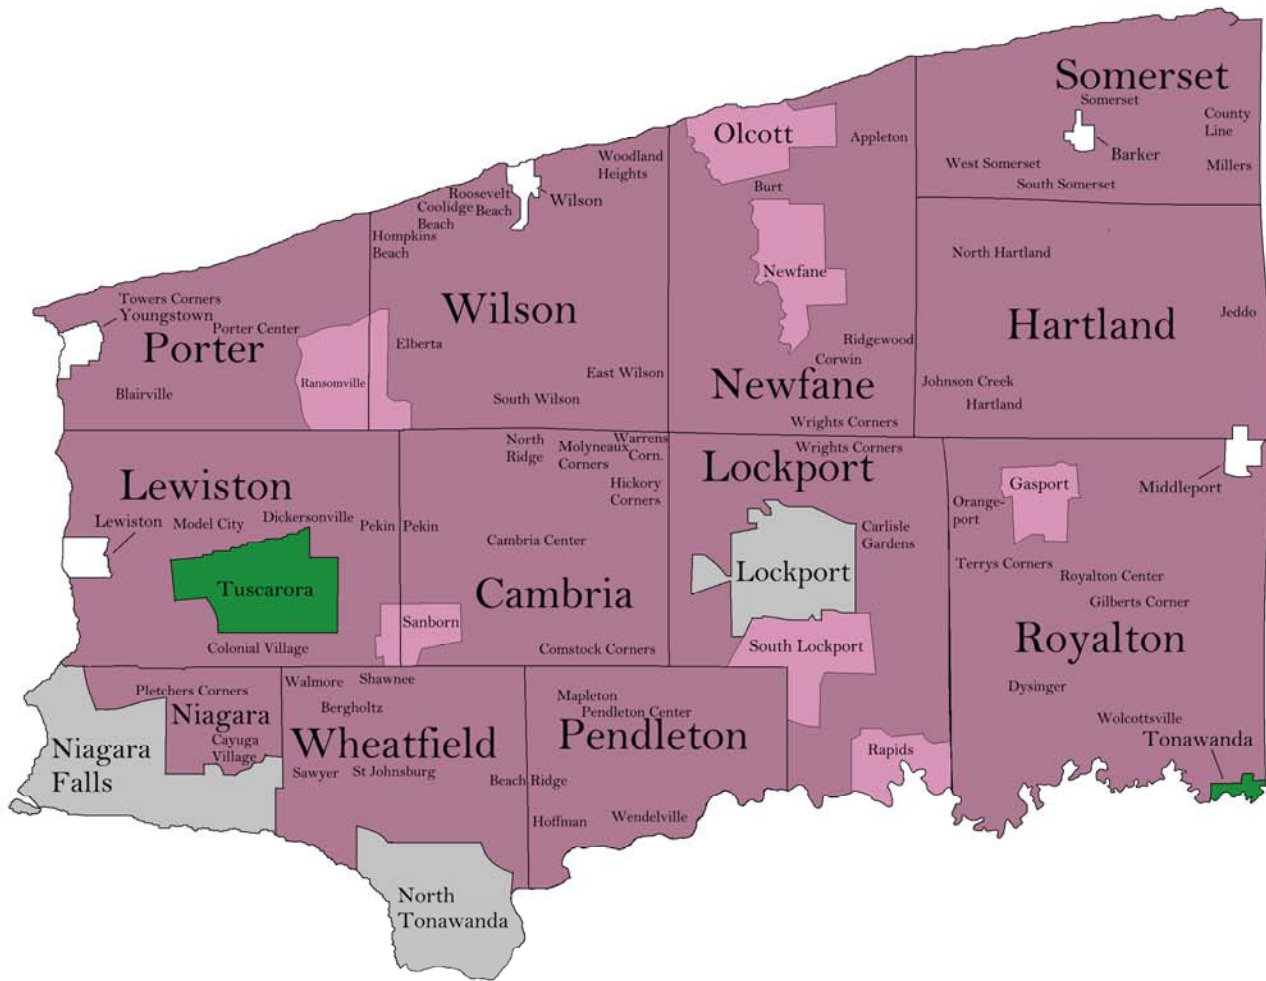 Somerset
Somerset
County
Line
Barker
West Somerset
Millers
South Somerset
Olcott
Appleton
Burt
Newfane
Ridgewood
Corwin
Newfane
Wrights Corners
Woodland
Heights
Roosevelt
Beach
Wilson
Coolidge
Beach
Hompkins
Beach
Wilson
Elberta
East Wilson
South Wilson
Towers Corners
Youngstown
Porter Center
Porter
Ransomville
Blairville
North Hartland
Hartland
Jeddo
Johnson Creek
Hartland
Lewiston
Lewiston
Model City
Dickersonville
Pekin
Tuscarora
Colonial Village
Sanborn
Pekin
North
Ridge
Molyneaux
Corners
Warrens
Corn.
Hickory
Corners
Cambria Center
Cambria
Comstock Corners
Wrights Corners
Lockport
Carlisle
Gardens
Lockport
South Lockport
Rapids
Gasport
Middleport
Orange-
port
Terrys Corners
Royalton Center
Gilberts Corner
Royalton
Dysinger
Wolcottsville
Tonawanda
Pletchers Corners
Niagara
Cayuga
Village
Niagara
Falls
Walmore
Shawnee
Bergholtz
Wheatfield
Sawyer
St Johnsburg
Beach Ridge
Mapleton
Pendleton Center
Pendleton
Hoffman
Wendelville
North
Tonawanda